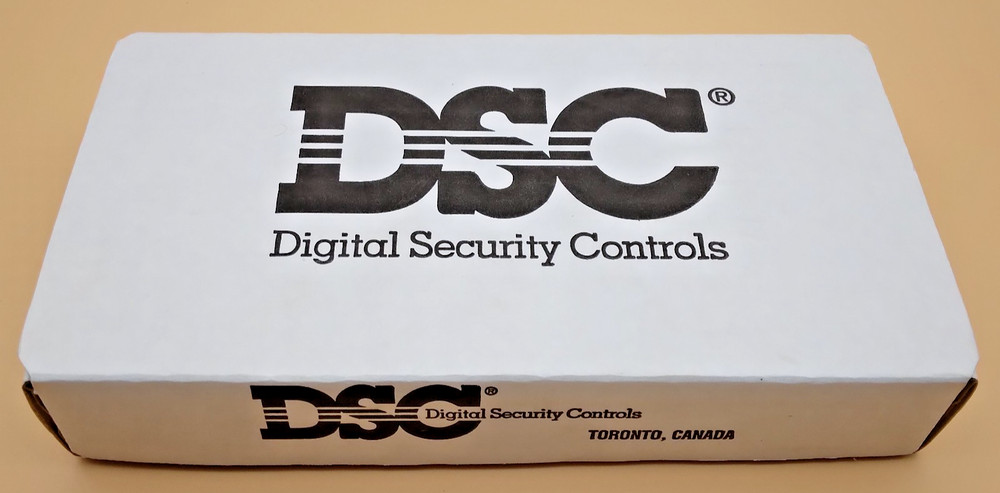 DSC®
Digital Security Controls
DSC® Digital Security Controls
TORONTO, CANADA